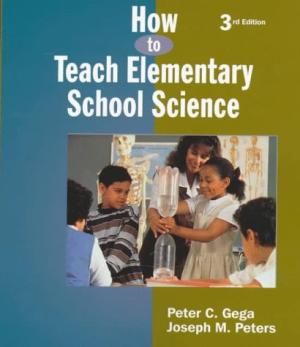 How
3rd Edition
to
Teach Elementary
School Science
Peter C. Gega
Joseph M. Peters